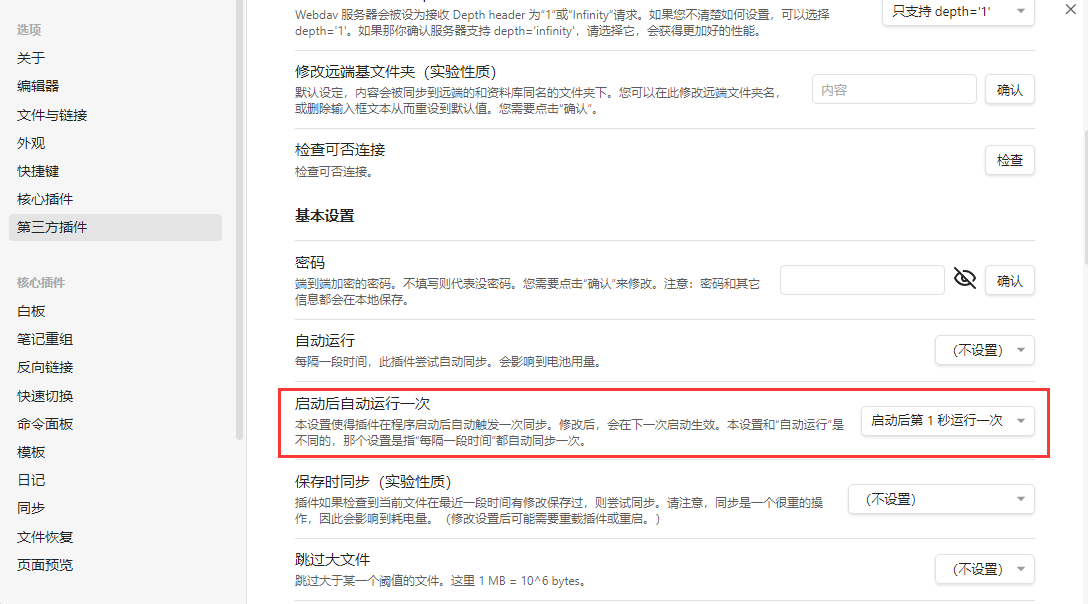 选项
关于
编辑器
文件与链接
外观
快捷键
核心插件
第三方插件
核心插件
白板
笔记重组
反向链接
快速切换
命令面板
模板
日记
同步
文件恢复
页面预览
Webdav 服务器会被设为接收 Depth header 为“1”或“Infinity”请求。如果您不清楚如何设置，可以选择
depth='1'。如果那你确认服务器支持 depth='infinity'，请选择它，会获得更加好的性能。
只支持 depth='1'
修改远端基文件夹（实验性质）
默认设定，内容会被同步到远端的和资料库同名的文件夹下。您可以在此修改远端文件夹名，
或删除输入框文本从而重设到默认值。您需要点击“确认”。
内容
确认
检查可否连接
检查可否连接。
检查
基本设置
密码
端到端加密的密码。不填写则代表没密码。您需要点击“确认”来修改。注意：密码和其它
信息都会在本地保存。
确认
自动运行
每隔一段时间，此插件尝试自动同步。会影响到电池用量。
（不设置）
启动后自动运行一次
本设置使得插件在程序启动后自动触发一次同步。修改后，会在下一次启动生效。本设置和“自动运行”是
不同的，那个设置是指“每隔一段时间”都自动同步一次。
启动后第 1 秒运行一次
保存时同步（实验性质）
插件如果检查到当前文件在最近一段时间有修改保存过，则尝试同步。请注意，同步是一个很重的操
作，因此会影响到耗电量。（修改设置后可能需要重载插件或重启。）
（不设置）
跳过大文件
跳过大于某一个阈值的文件。这里 1 MB = 10^6 bytes。
（不设置）